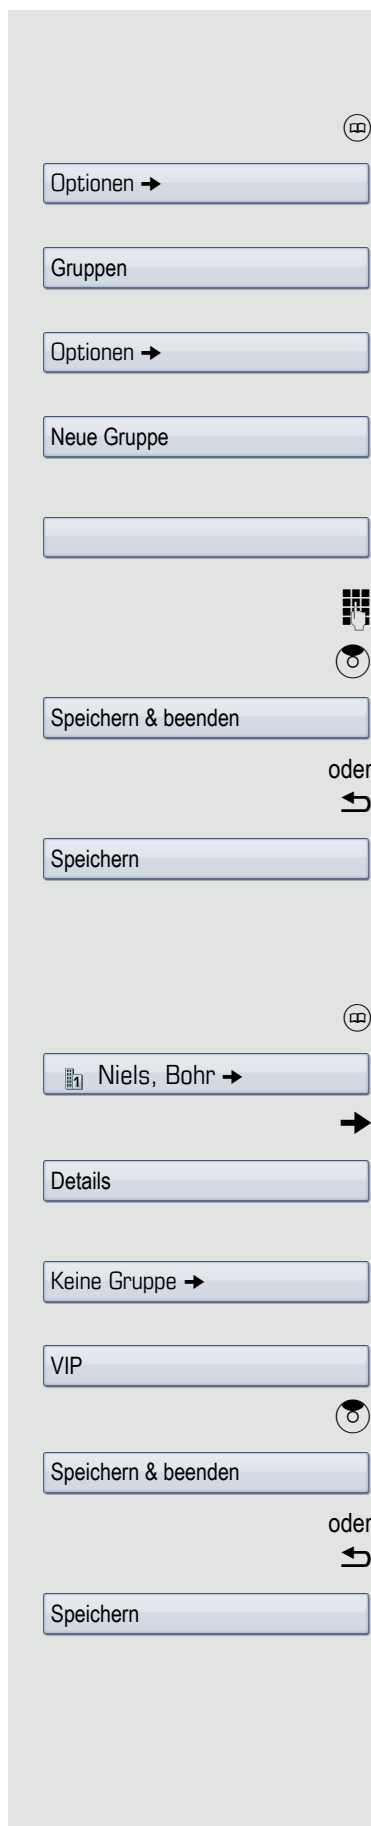 Optionen →
Gruppen
Optionen →
Neue Gruppe
Speichern & beenden
oder
Speichern
1 Niels, Bohr →
Details
Keine Gruppe →
VIP
Speichern & beenden
oder
Speichern